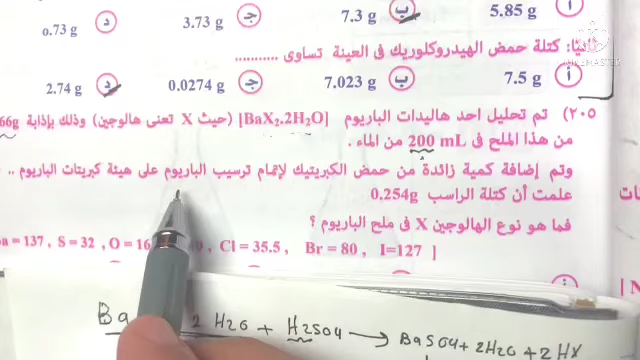 أ 5.85 g ب 7.3 g ج 3.73 g د 0.73 g
ثانيًا: كتلة حمض الهيدروكلوريك فى العينة تساوى ............
أ 7.5 g ب 7.023 g ج 0.0274 g د 2.74 g
٢٠٥) تم تحليل احد هاليدات الباريوم [BaX₂.2H₂O] (حيث X تعنى هالوجين) وذلك بإذابة 66g
من هذا الملح فى 200 mL من الماء .
وتم إضافة كمية زائدة من حمض الكبريتيك لإتمام ترسيب الباريوم على هيئة كبريتات الباريوم ..
علمت أن كتلة الراسب 0.254g
فما هو نوع الهالوجين X فى ملح الباريوم ؟
a = 137, S = 32 , O = 16 Cl = 35.5 , Br = 80 , I=127 ]
Ba 2 H2O + H2SO4 → BaSO4 + 2H2O + 2HX